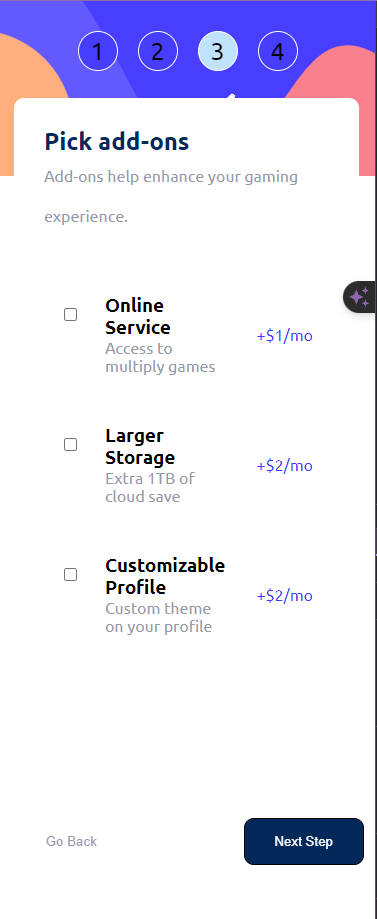 1 2 3 4
Pick add-ons
Add-ons help enhance your gaming
experience.
Online
Service
Access to
multiply games
+$1/mo
Larger
Storage
Extra 1TB of
cloud save
+$2/mo
Customizable
Profile
Custom theme
on your profile
+$2/mo
Go Back
Next Step